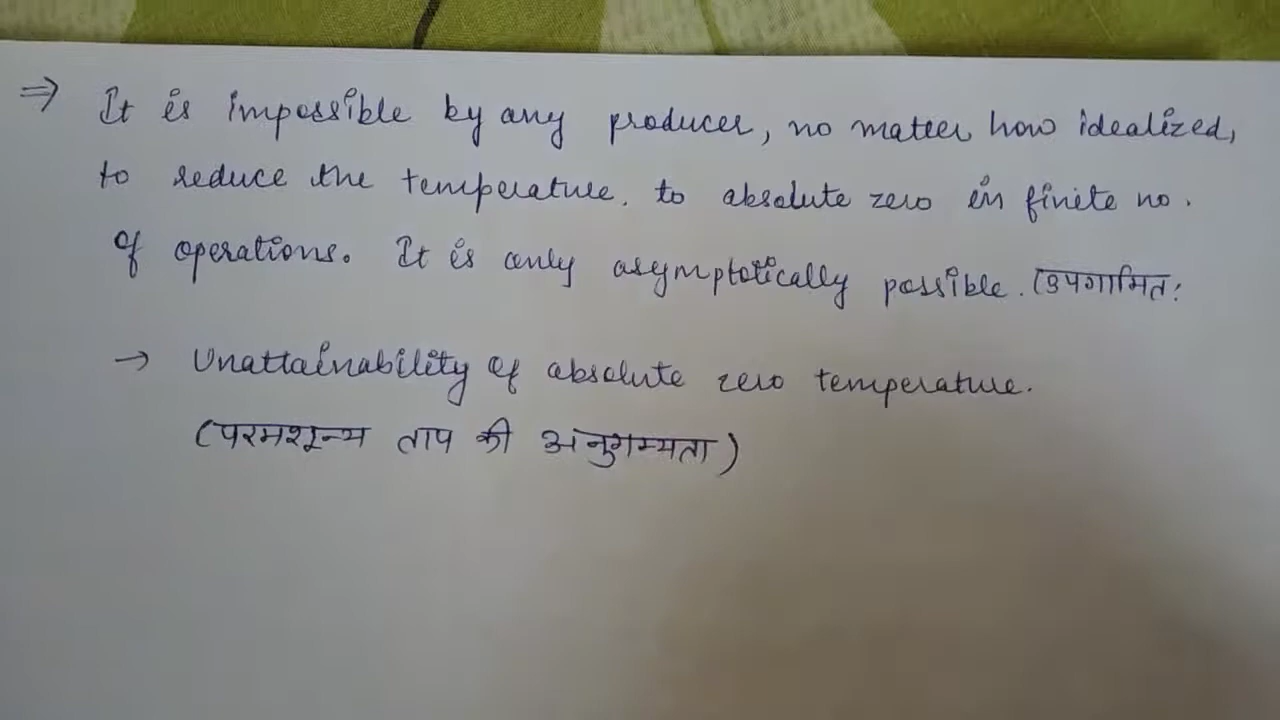 ⇒ It is impossible by any producer, no matter how idealized,
to reduce the temperature. to absolute zero in finite no.
of operations. It is only asymptotically possible. (उपगामित:
→ Unattainability of absolute zero temperature.
(परमशून्य ताप की अनुगम्यता)